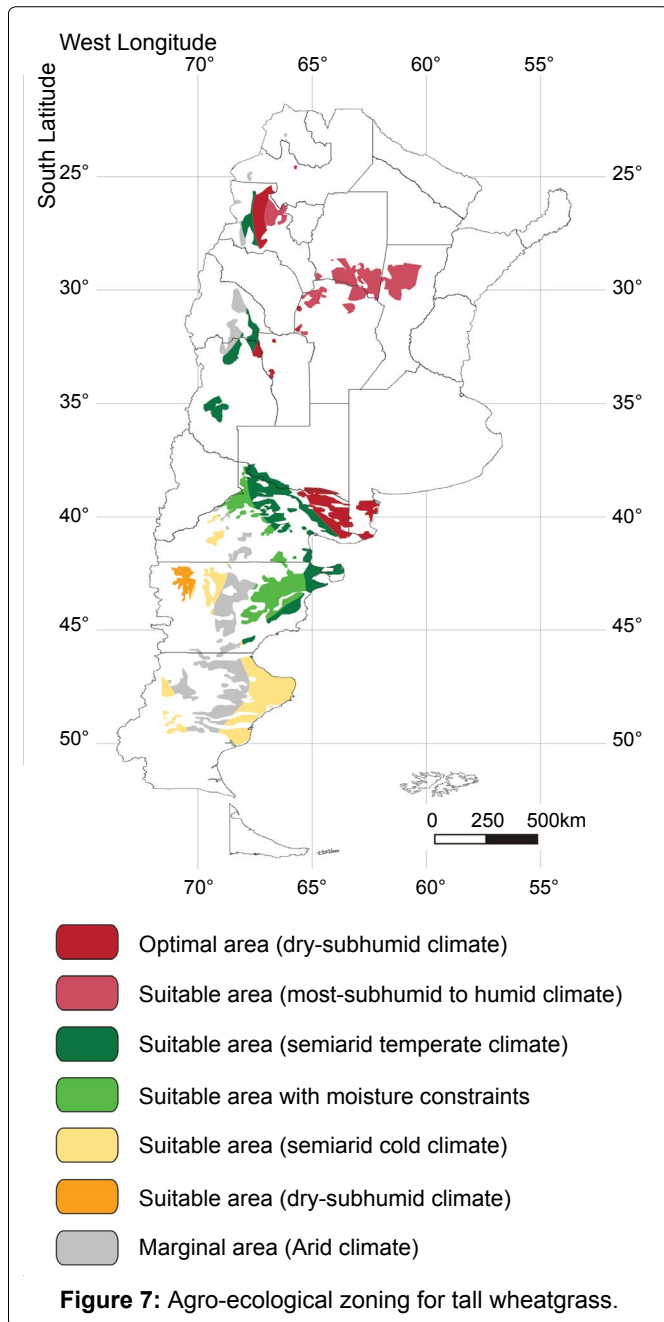 West Longitude
70° 65° 60° 55°
South Latitude
25° 25°
30° 30°
35° 35°
40° 40°
45° 45°
50° 50°
0 250 500km
70° 65° 60° 55°
Optimal area (dry-subhumid climate)
Suitable area (most-subhumid to humid climate)
Suitable area (semiarid temperate climate)
Suitable area with moisture constraints
Suitable area (semiarid cold climate)
Suitable area (dry-subhumid climate)
Marginal area (Arid climate)
Figure 7: Agro-ecological zoning for tall wheatgrass.